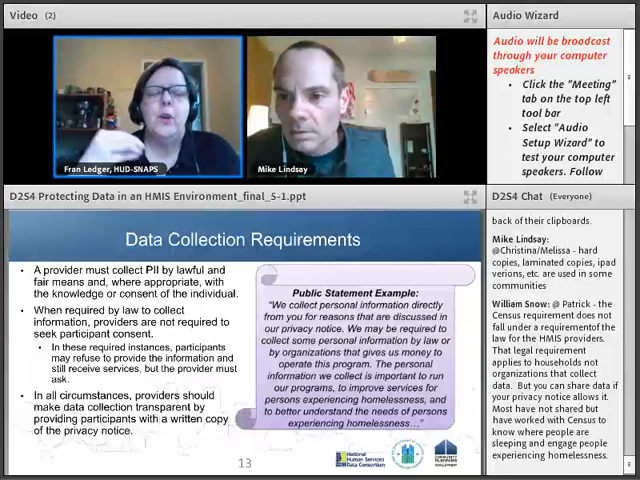 Video (2)
Fran Ledger, HUD-SNAPS
Mike Lindsay
Audio Wizard
Audio will be broadcast
through your computer
speakers
• Click the "Meeting"
tab on the top left
tool bar
• Select "Audio
Setup Wizard" to
test your computer
speakers. Follow
D2S4 Protecting Data in an HMIS Environment_final_5-1.ppt
Data Collection Requirements
• A provider must collect PII by lawful and
fair means and, where appropriate, with
the knowledge or consent of the individual.
• When required by law to collect
information, providers are not required to
seek participant consent.
• In these required instances, participants
may refuse to provide the information and
still receive services, but the provider must
ask.
• In all circumstances, providers should
make data collection transparent by
providing participants with a written copy
of the privacy notice.
Public Statement Example:
"We collect personal information directly
from you for reasons that are discussed in
our privacy notice. We may be required to
collect some personal information by law or
by organizations that gives us money to
operate this program. The personal
information we collect is important to run
our programs, to improve services for
persons experiencing homelessness, and
to better understand the needs of persons
experiencing homelessness…"
13
National
Human Services
Data Consortium
COMMUNITY
PLANNING
DEVELOPMENT
D2S4 Chat (Everyone)
back of their clipboards.
Mike Lindsay:
@Christina/Melissa - hard
copies, laminated copies, ipad
verions, etc. are used in some
communities
William Snow: @ Patrick - the
Census requirement does not
fall under a requirementof the
law for the HMIS providers.
That legal requirement
applies to households not
organizations that collect
data. But you can share data if
your privacy notice allows it.
Most have not shared but
have worked with Census to
know where people are
sleeping and engage people
experiencing homelessness.